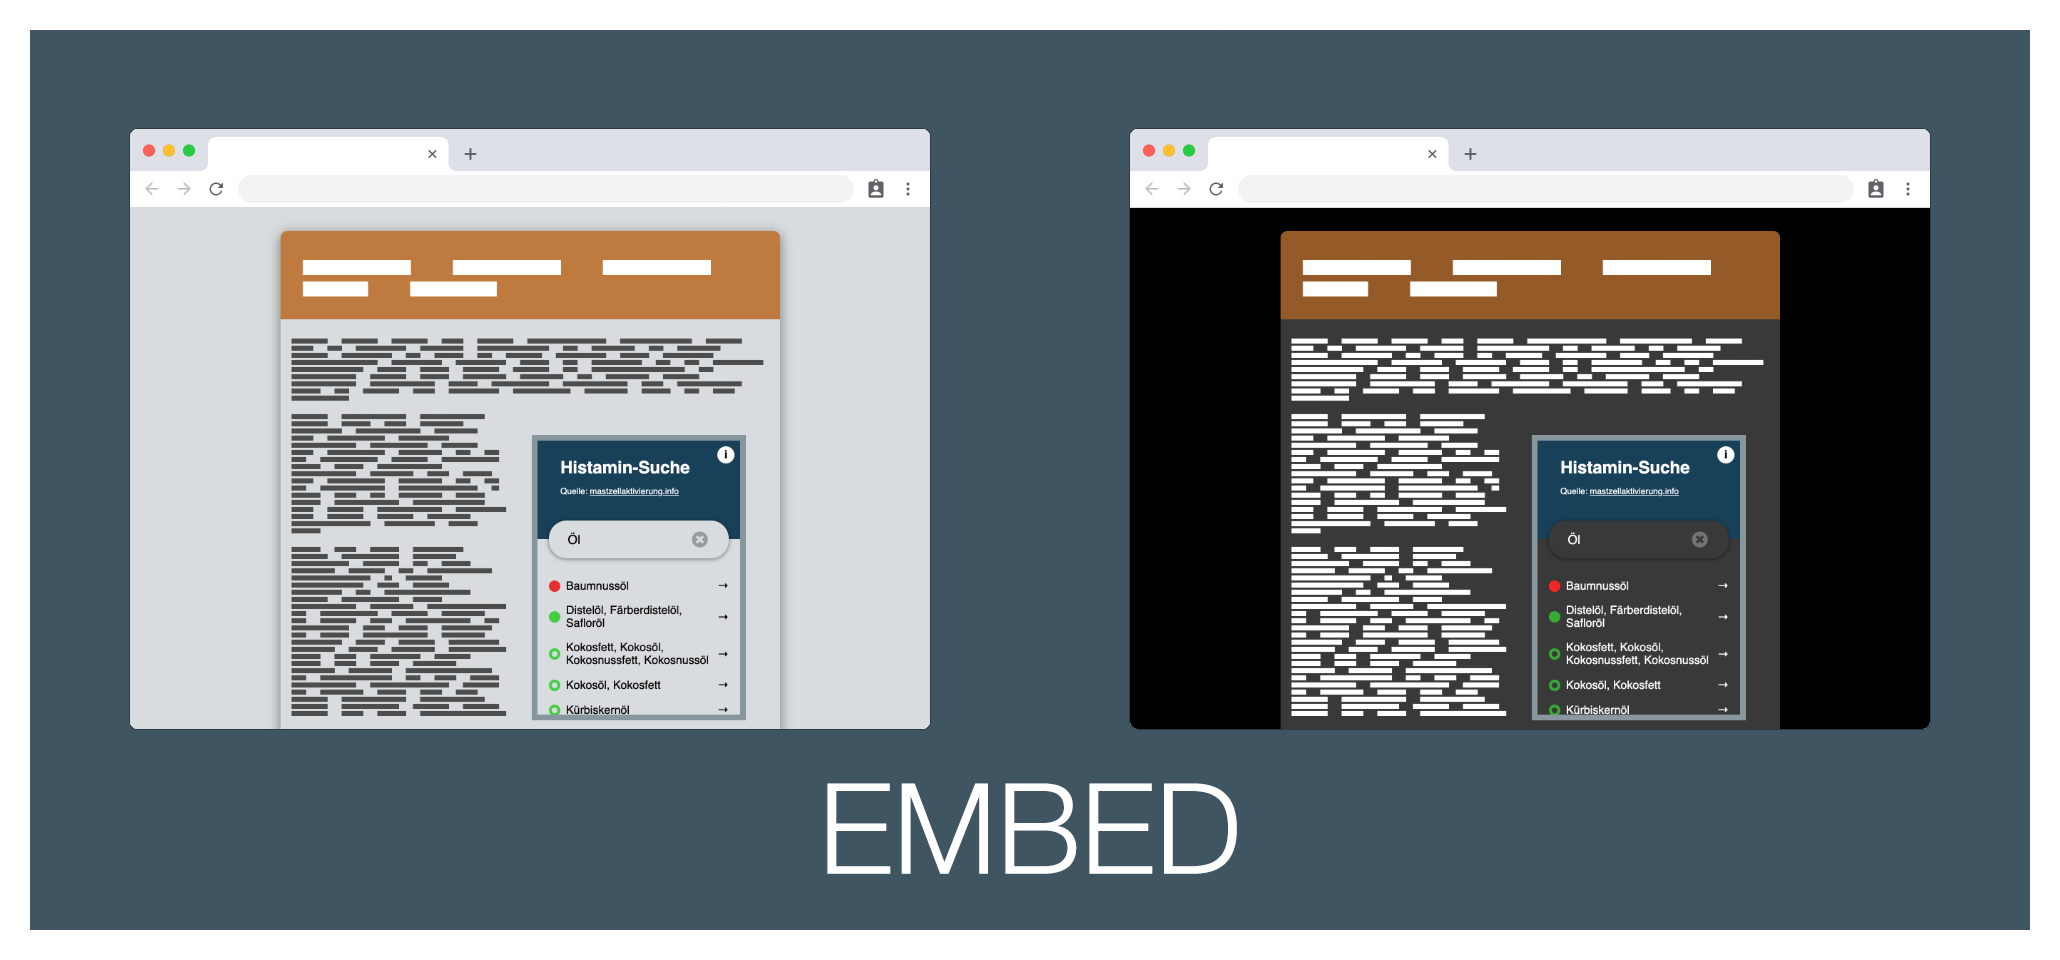 Histamin-Suche
i
Quelle: mastzellaktivierung.info
Öl
Baumnussöl
Distelöl, Färberdistelöl,
Safloröl
Kokosfett, Kokosöl,
Kokosnussfett, Kokosnussöl
Kokosöl, Kokosfett
Kürbiskernöl
Histamin-Suche
i
Quelle: mastzellaktivierung.info
Öl
Baumnussöl
Distelöl, Färberdistelöl,
Safloröl
Kokosfett, Kokosöl,
Kokosnussfett, Kokosnussöl
Kokosöl, Kokosfett
Kürbiskernöl
EMBED